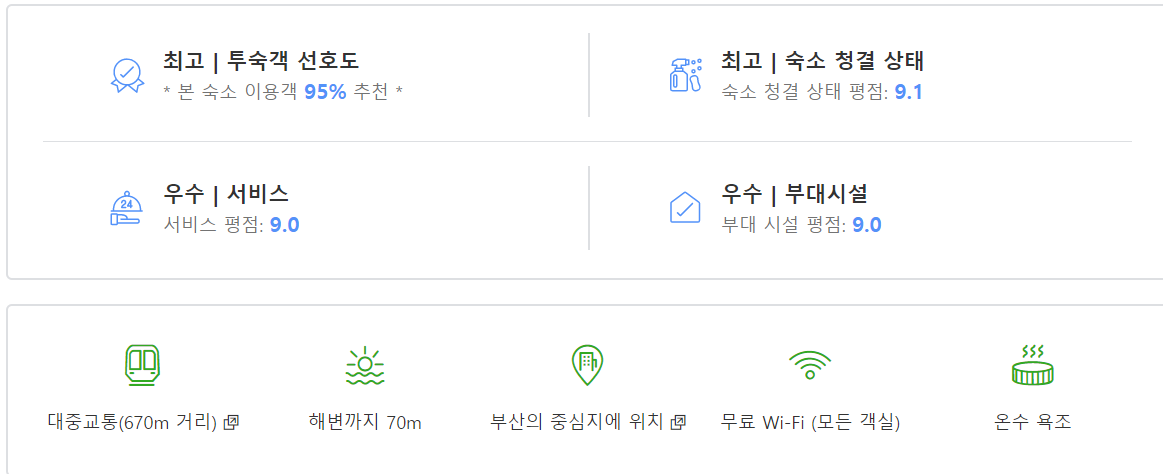 최고 | 투숙객 선호도
* 본 숙소 이용객 95% 추천 *
최고 | 숙소 청결 상태
숙소 청결 상태 평점: 9.1
24
우수 | 서비스
서비스 평점: 9.0
우수 | 부대시설
부대 시설 평점: 9.0
대중교통(670m 거리)
해변까지 70m
부산의 중심지에 위치
무료 Wi-Fi (모든 객실)
온수 욕조